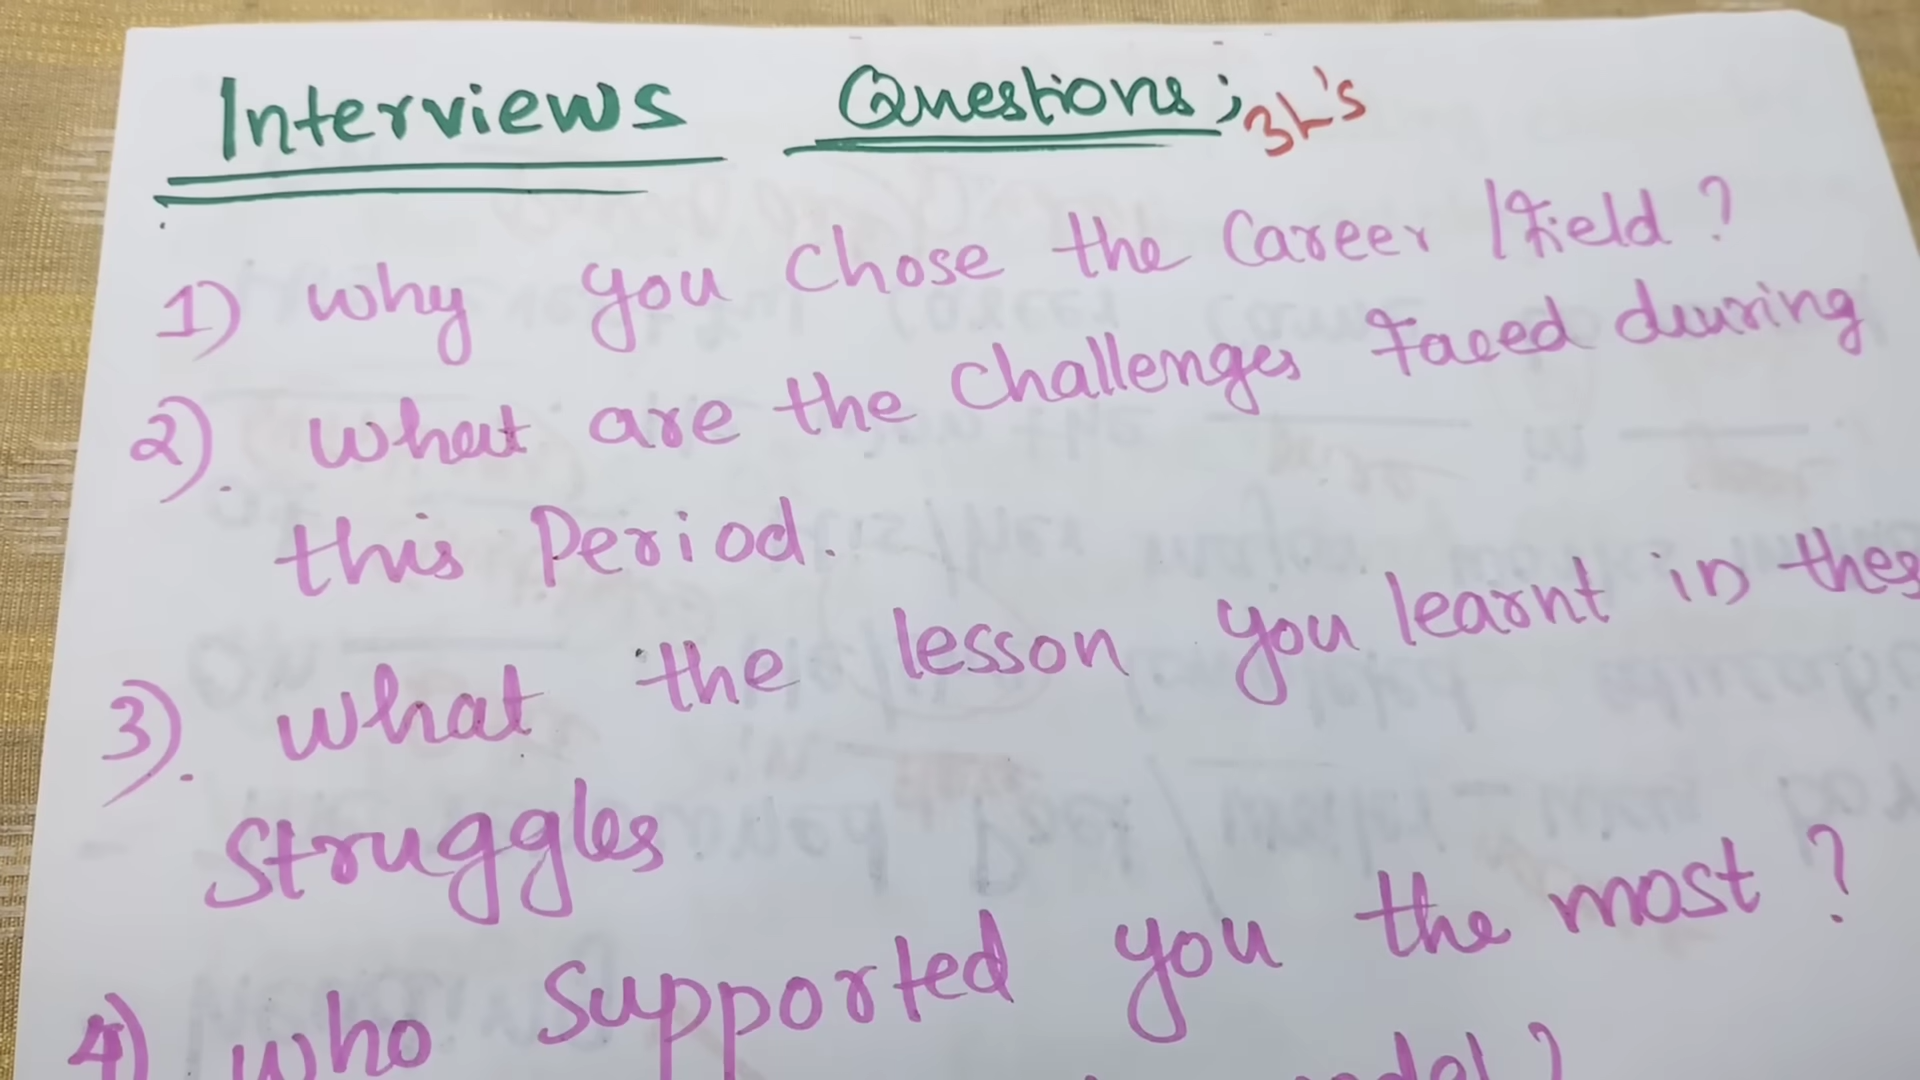 Interviews Questions; 3L's
1) why you chose the Career / field ?
2). what are the challenges faced during
this Period.
3). what the lesson you learnt in
struggles
4) who supported you the most ?